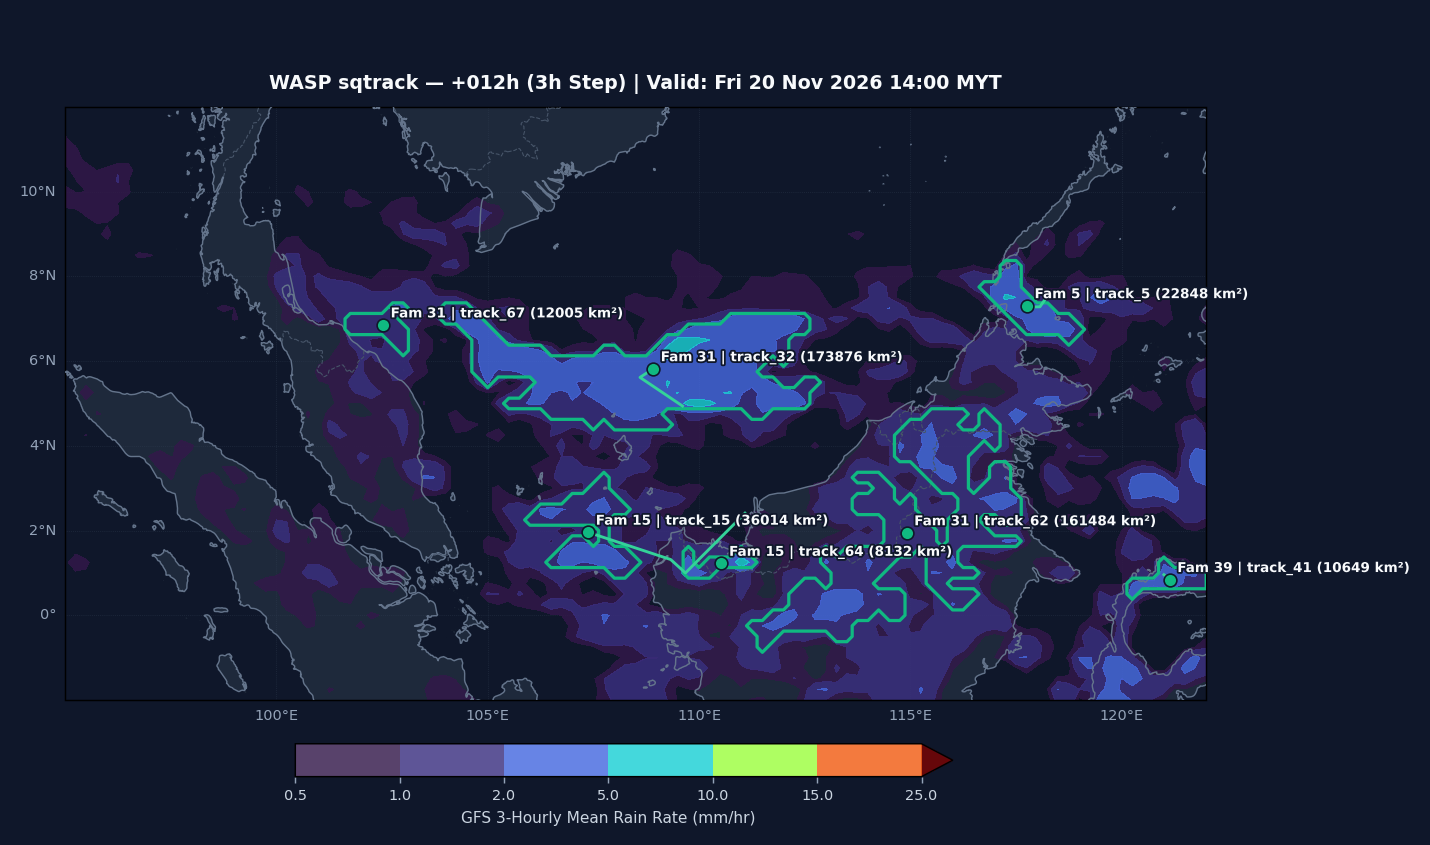 WASP sqtrack — +012h (3h Step) | Valid: Fri 20 Nov 2026 14:00 MYT
10°N
8°N
6°N
4°N
2°N
0°
Fam 5 | track_5 (22848 km²)
Fam 31 | track_67 (12005 km²)
Fam 31 | track_32 (173876 km²)
Fam 15 | track_15 (36014 km²)
Fam 31 | track_62 (161484 km²)
Fam 15 | track_64 (8132 km²)
Fam 39 | track_41 (10649 km²)
100°E 105°E 110°E 115°E 120°E
0.5 1.0 2.0 5.0 10.0 15.0 25.0
GFS 3-Hourly Mean Rain Rate (mm/hr)